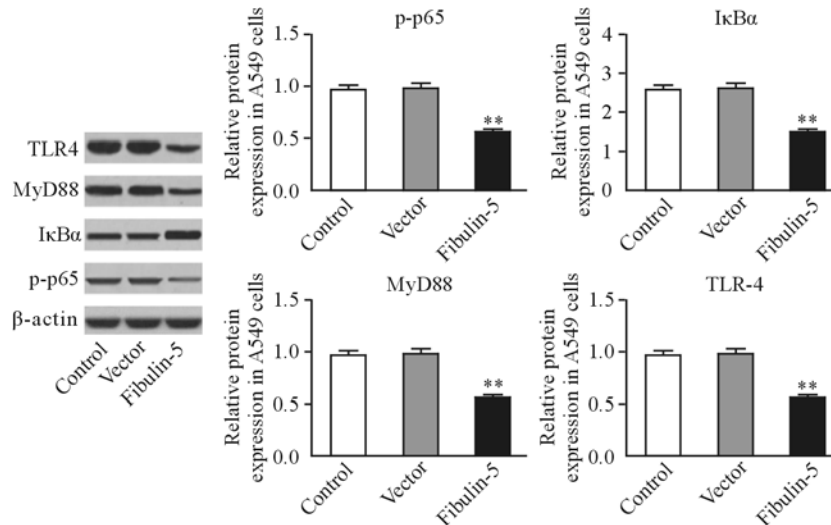 TLR4
MyD88
IκBα
p-p65
β-actin
Control
Vector
Fibulin-5
p-p65
Relative protein
expression in A549 cells
1.5
1.0
0.5
0.0
**
Control
Vector
Fibulin-5
IκBα
Relative protein
expression in A549 cells
4
3
2
1
0
**
Control
Vector
Fibulin-5
MyD88
Relative protein
expression in A549 cells
1.5
1.0
0.5
0.0
**
Control
Vector
Fibulin-5
TLR-4
Relative protein
expression in A549 cells
1.5
1.0
0.5
0.0
**
Control
Vector
Fibulin-5